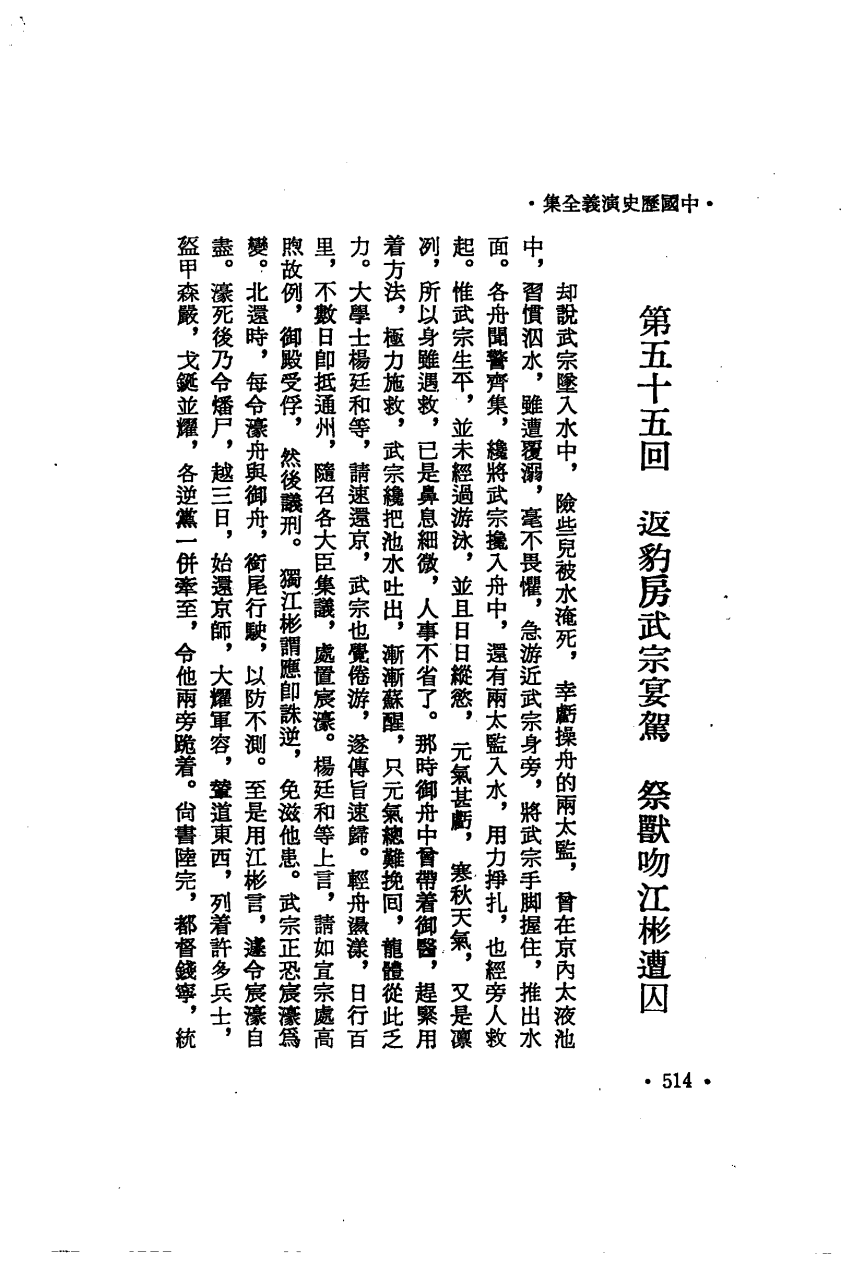 ·中國歷史演義全集·
第五十五回　返豹房武宗宴駕　祭獸吻江彬遭囚
却說武宗墜入水中，險些兒被水淹死，幸虧操舟的兩太監，曾在京內太液池
中，習慣泅水，雖遭覆溺，毫不畏懼，急游近武宗身旁，將武宗手脚握住，推出水
面。各舟聞警齊集，纔將武宗攙入舟中，還有兩太監入水，用力掙扎，也經旁人救
起。惟武宗生平，並未經過游泳，並且日日縱慾，元氣甚虧，寒秋天氣，又是凜
冽，所以身雖遇救，已是鼻息細微，人事不省了。那時御舟中曾帶着御醫，趕緊用
着方法，極力施救，武宗纔把池水吐出，漸漸蘇醒，只元氣總難挽囘，龍體從此乏
力。大學士楊廷和等，請速還京，武宗也覺倦游，遂傳旨速歸。輕舟盪漾，日行百
里，不數日卽抵通州，隨召各大臣集議，處置宸濠。楊廷和等上言，請如宣宗處高
煦故例，御殿受俘，然後議刑。獨江彬謂應卽誅逆，免滋他患。武宗正恐宸濠爲
變。北還時，每令濠舟與御舟，銜尾行駛，以防不測。至是用江彬言，遽令宸濠自
盡。濠死後乃令燔尸，越三日，始還京師，大耀軍容，輦道東西，列着許多兵士，
盔甲森嚴，戈鋋並耀，各逆黨一併牽至，令他兩旁跪着。尙書陸完，都督錢寧，統
·514·